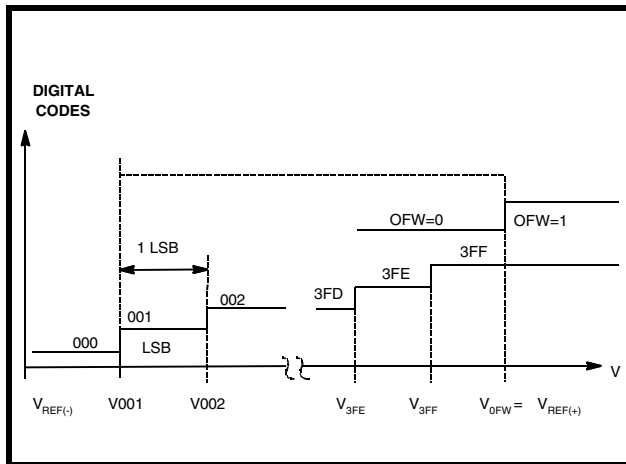 DIGITAL
CODES
OFW=0
OFW=1
1 LSB
3FF
3FE
002
3FD
001
000
LSB
V
VREF(-)
V001
V002
V3FE
V3FF
V0FW =
VREF(+)